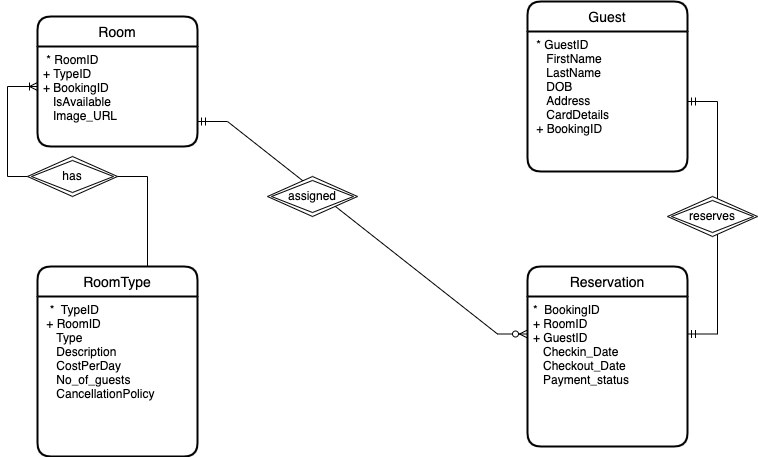 Room
* RoomID
+ TypeID
+ BookingID
IsAvailable
Image_URL
Guest
* GuestID
FirstName
LastName
DOB
Address
CardDetails
+ BookingID
has
assigned
reserves
RoomType
* TypeID
+ RoomID
Type
Description
CostPerDay
No_of_guests
CancellationPolicy
Reservation
* BookingID
+ RoomID
+ GuestID
Checkin_Date
Checkout_Date
Payment_status